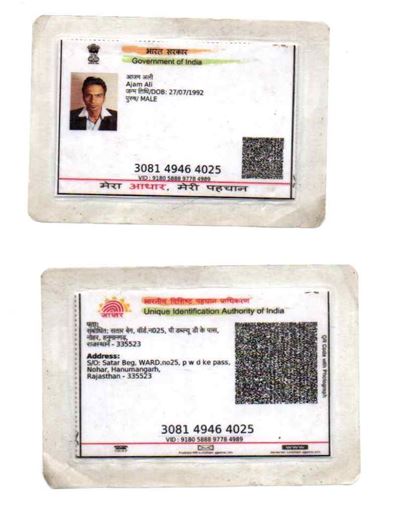 भारत सरकार
Government of India
आजम अली
Ajam Ali
जन्म तिथि/DOB: 27/07/1992
पुरुष/ MALE
3081 4946 4025
VID : 9180 5888 9778 4989
मेरा आधार, मेरी पहचान
भारतीय विशिष्ट पहचान प्राधिकरण
Unique Identification Authority of India
आधार
पता:
सतार बेग, वॉर्ड.न025, पी डब्ल्यू डी के पास,
नोहर, हनुमानगढ़,
राजस्थान - 335523
Address:
S/O: Satar Beg, WARD.no25, p w d ke pass,
Nohar, Hanumangarh,
Rajasthan - 335523
QR Code with Photograph
3081 4946 4025
VID : 9180 5888 9778 4989